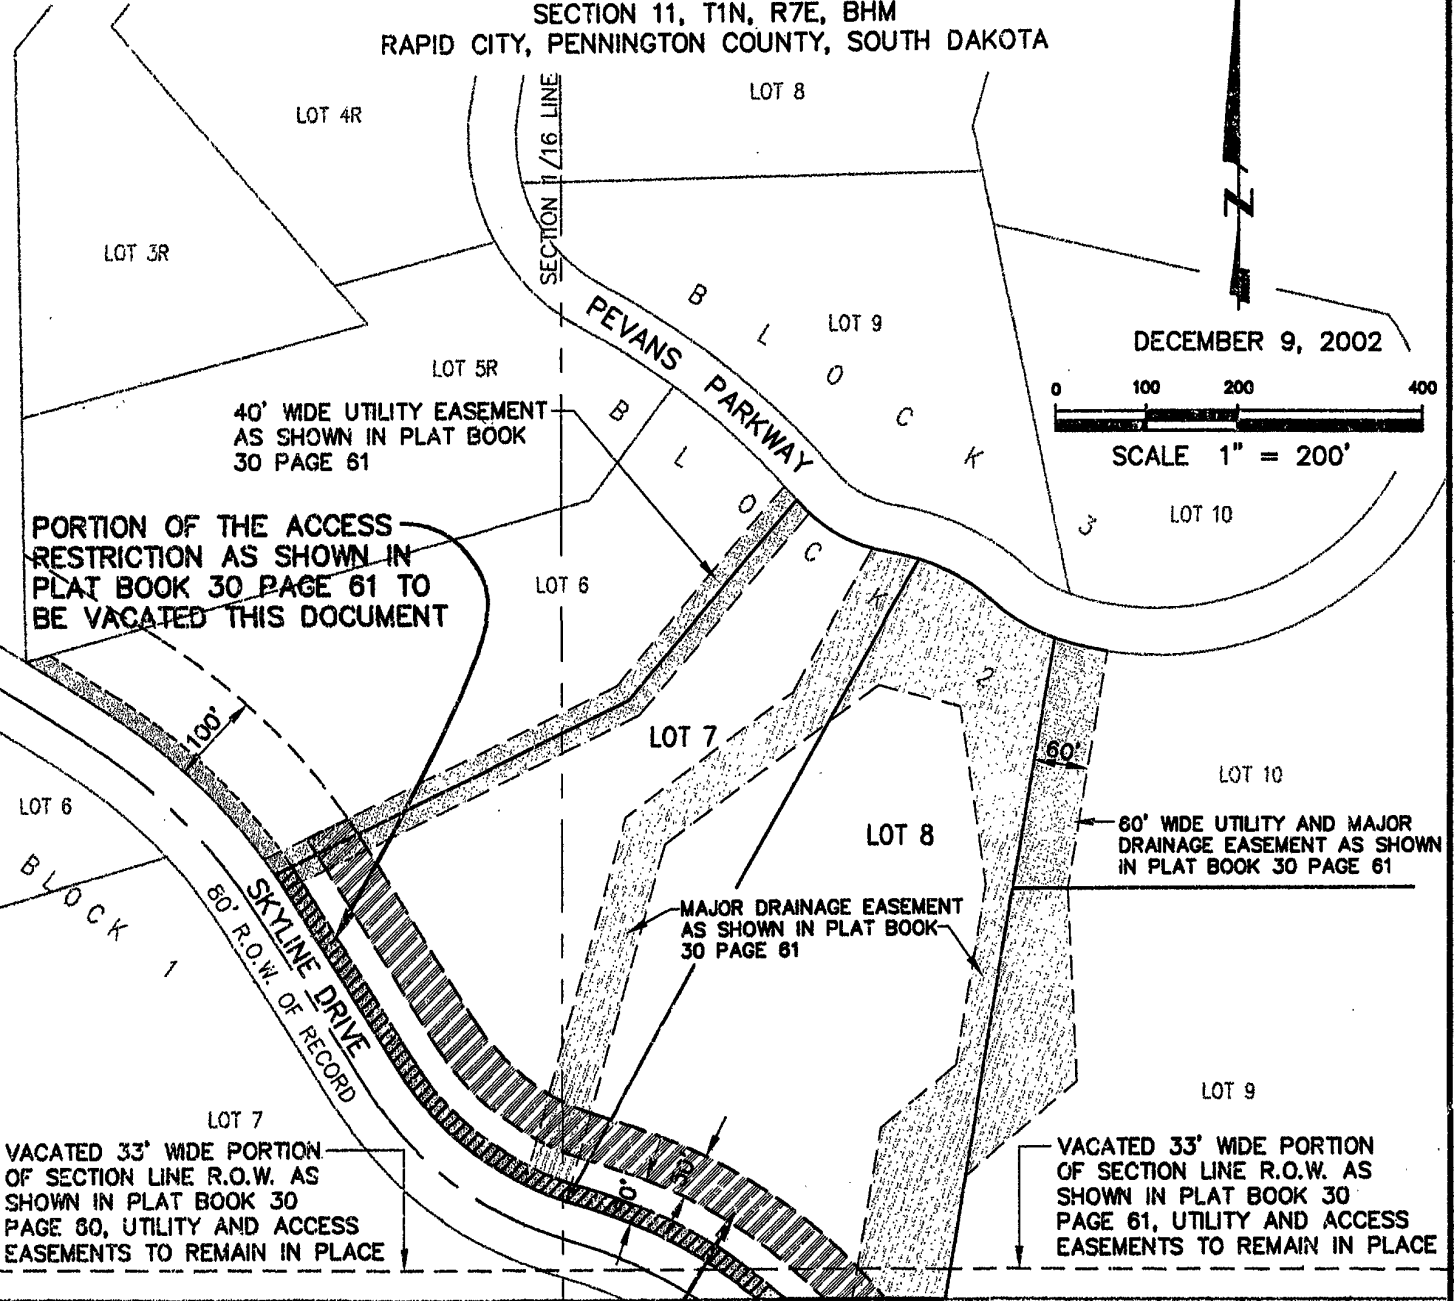 SECTION 11, T1N, R7E, BHM
RAPID CITY, PENNINGTON COUNTY, SOUTH DAKOTA
LOT 4R
LOT 8
SECTION 1/16 LINE
N
LOT 3R
BLOCK 3
LOT 9
PEVANS PARKWAY
DECEMBER 9, 2002
0 100 200 400
SCALE 1" = 200'
LOT 5R
40' WIDE UTILITY EASEMENT
AS SHOWN IN PLAT BOOK
30 PAGE 61
BLOCK 2
LOT 10
PORTION OF THE ACCESS
RESTRICTION AS SHOWN IN
PLAT BOOK 30 PAGE 61 TO
BE VACATED THIS DOCUMENT
LOT 6
100'
LOT 7
60'
LOT 10
LOT 6
LOT 8
60' WIDE UTILITY AND MAJOR
DRAINAGE EASEMENT AS SHOWN
IN PLAT BOOK 30 PAGE 61
BLOCK 1
SKYLINE DRIVE
80' R.O.W. OF RECORD
MAJOR DRAINAGE EASEMENT
AS SHOWN IN PLAT BOOK
30 PAGE 61
LOT 9
LOT 7
VACATED 33' WIDE PORTION
OF SECTION LINE R.O.W. AS
SHOWN IN PLAT BOOK 30
PAGE 60, UTILITY AND ACCESS
EASEMENTS TO REMAIN IN PLACE
VACATED 33' WIDE PORTION
OF SECTION LINE R.O.W. AS
SHOWN IN PLAT BOOK 30
PAGE 61, UTILITY AND ACCESS
EASEMENTS TO REMAIN IN PLACE